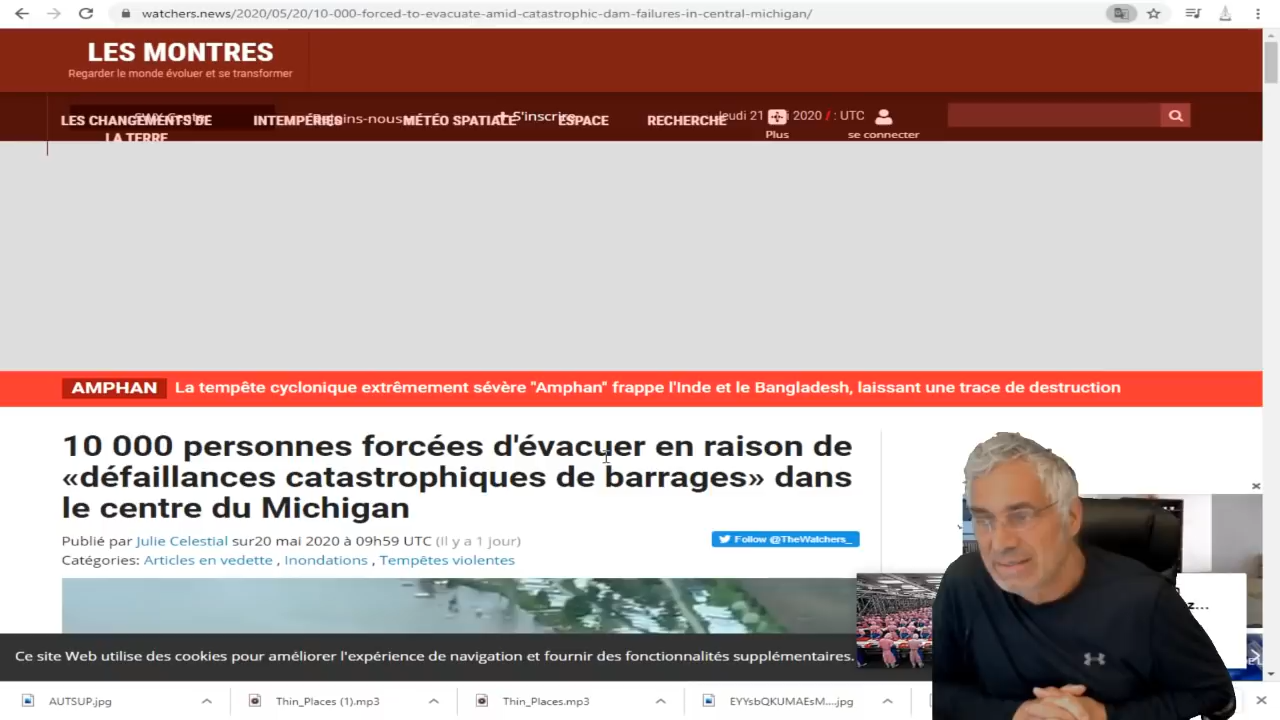 watchers.news/2020/05/20/10-000-forced-to-evacuate-amid-catastrophic-dam-failures-in-central-michigan/
LES MONTRES
Regarder le monde évoluer et se transformer
LES CHANGEMENTS DE LA TERRE
INTEMPÉRIES
MÉTÉO SPATIALE
S'inscrire
ESPACE
RECHERCHE
2020 / : UTC
Plus
se connecter
AMPHAN La tempête cyclonique extrêmement sévère "Amphan" frappe l'Inde et le Bangladesh, laissant une trace de destruction
10 000 personnes forcées d'évacuer en raison de
«défaillances catastrophiques de barrages» dans
le centre du Michigan
Publié par Julie Celestial sur20 mai 2020 à 09h59 UTC (Il y a 1 jour)
Follow @TheWatchers_
Catégories: Articles en vedette , Inondations , Tempêtes violentes
Ce site Web utilise des cookies pour améliorer l'expérience de navigation et fournir des fonctionnalités supplémentaires.
AUTSUP.jpg
Thin_Places (1).mp3
Thin_Places.mp3
EYYsbQKUMAEsM....jpg